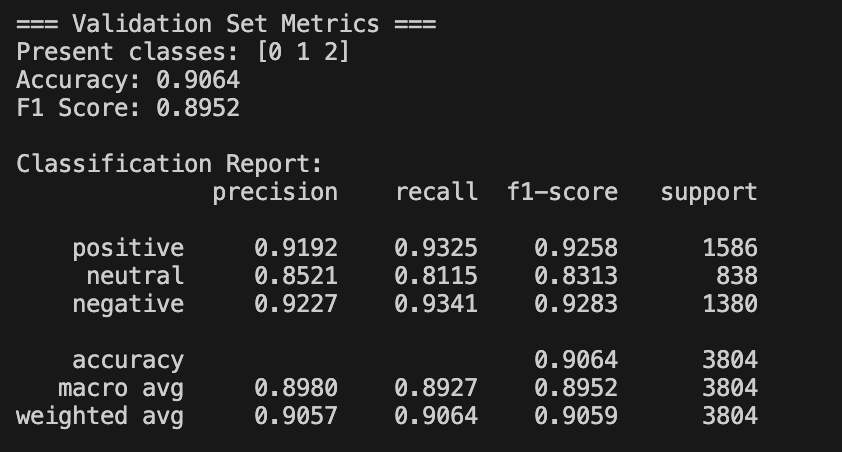 === Validation Set Metrics ===
Present classes: [0 1 2]
Accuracy: 0.9064
F1 Score: 0.8952
Classification Report:
precision recall f1-score support
positive 0.9192 0.9325 0.9258 1586
neutral 0.8521 0.8115 0.8313 838
negative 0.9227 0.9341 0.9283 1380
accuracy 0.9064 3804
macro avg 0.8980 0.8927 0.8952 3804
weighted avg 0.9057 0.9064 0.9059 3804